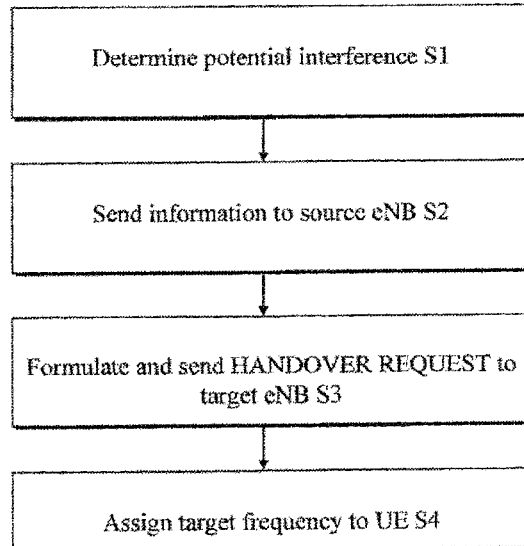 Determine potential interference S1
Send information to source eNB S2
Formulate and send HANDOVER REQUEST to
target eNB S3
Assign target frequency to UE S4